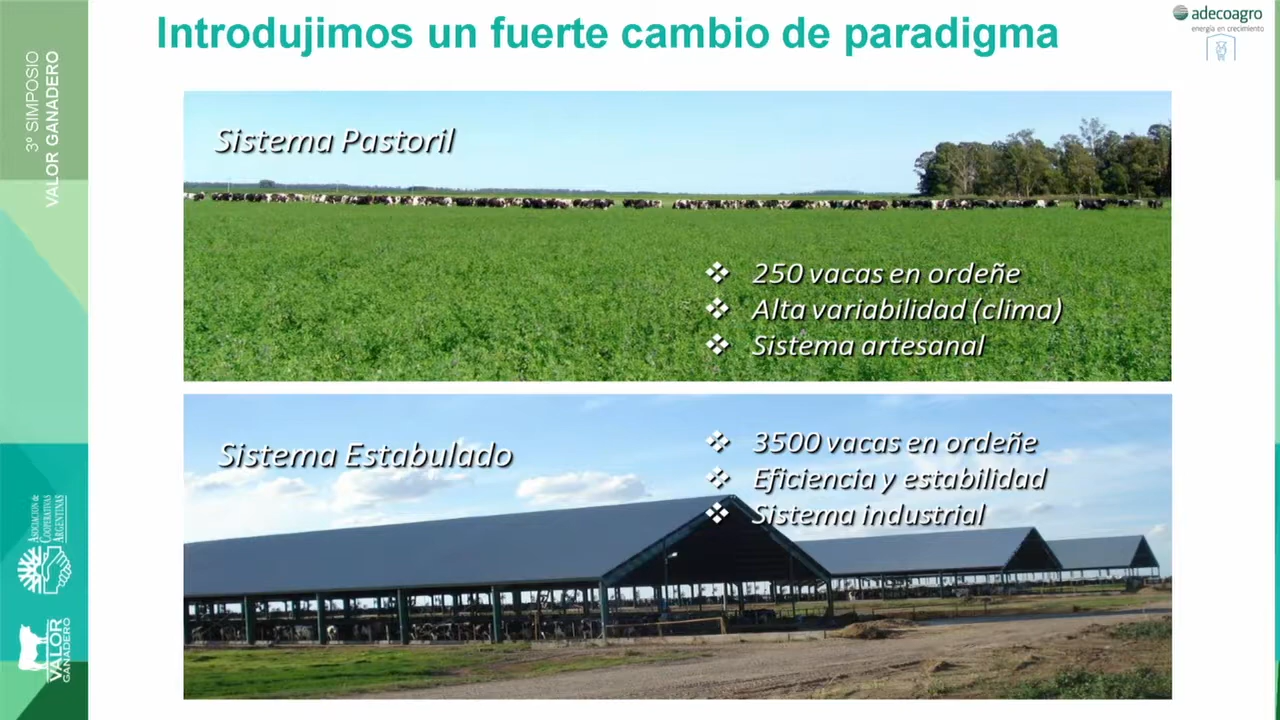 Introdujimos un fuerte cambio de paradigma
adecoagro
energía en crecimiento
3º SIMPOSIO
VALOR GANADERO
Sistema Pastoril
250 vacas en ordeñe
Alta variabilidad (clima)
Sistema artesanal
Sistema Estabulado
3500 vacas en ordeñe
Eficiencia y estabilidad
Sistema industrial
ASOCIACION de
COOPERATIVAS
ARGENTINAS
VALOR
GANADERO